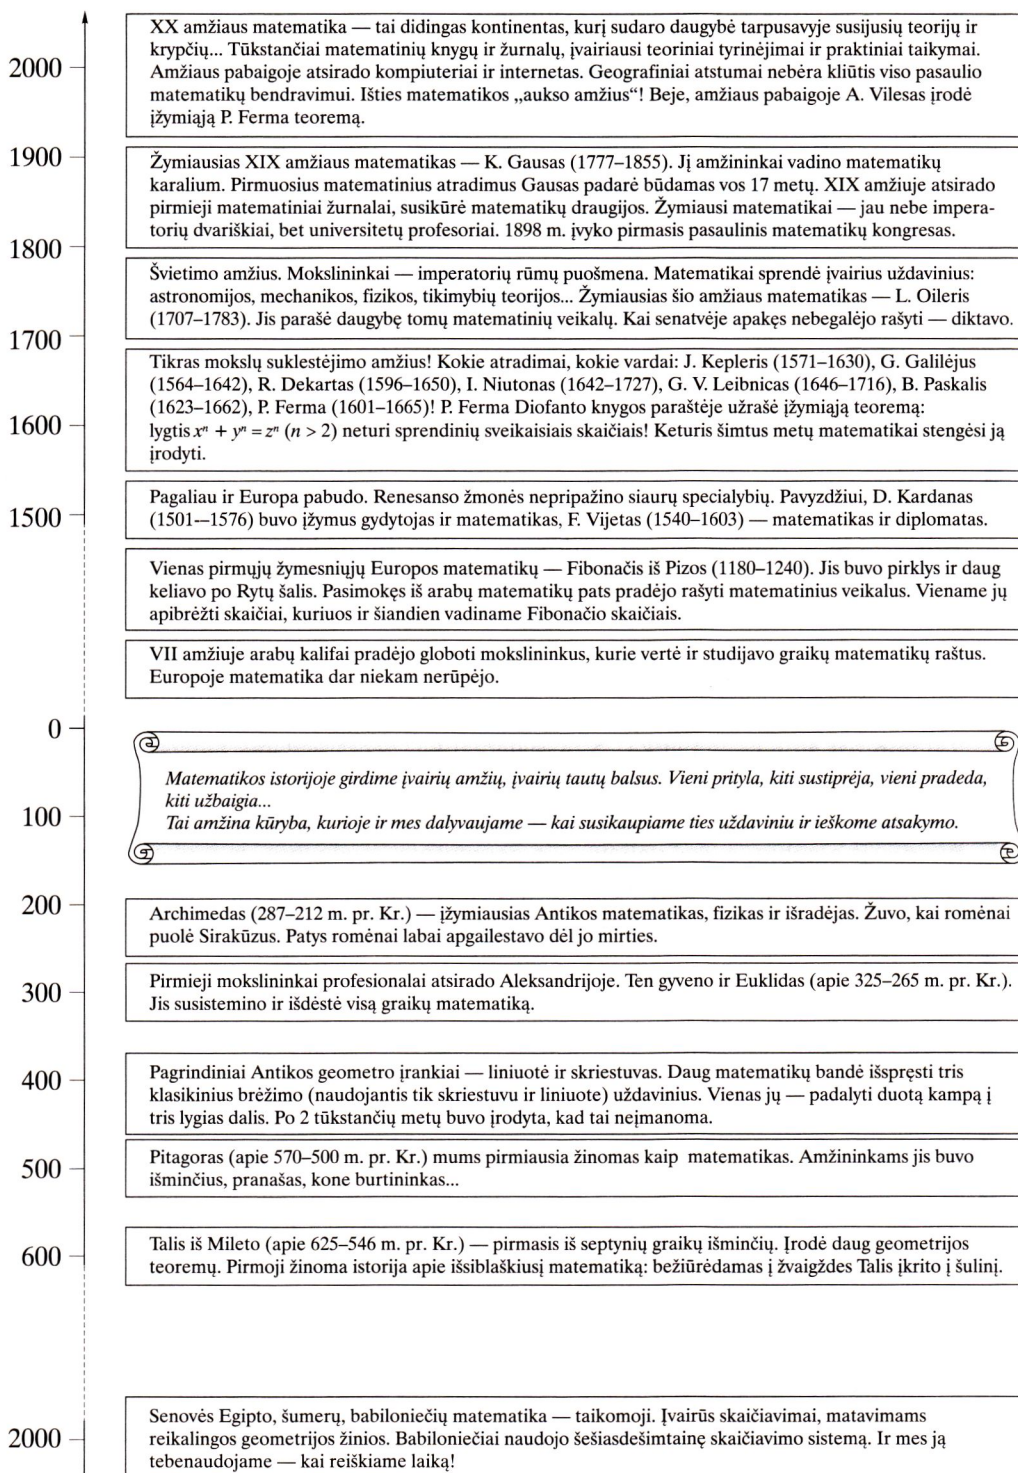 XX amžiaus matematika — tai didingas kontinentas, kurį sudaro daugybė tarpusavyje susijusių teorijų ir
krypčių... Tūkstančiai matematinių knygų ir žurnalų, įvairiausi teoriniai tyrinėjimai ir praktiniai taikymai.
2000
Amžiaus pabaigoje atsirado kompiuteriai ir internetas. Geografiniai atstumai nebėra kliūtis viso pasaulio
matematikų bendravimui. Išties matematikos „aukso amžius“! Beje, amžiaus pabaigoje A. Vilesas įrodė
įžymiąją P. Ferma teoremą.
1900
Žymiausias XIX amžiaus matematikas — K. Gausas (1777–1855). Jį amžininkai vadino matematikų
karalium. Pirmuosius matematinius atradimus Gausas padarė būdamas vos 17 metų. XIX amžiuje atsirado
pirmieji matematiniai žurnalai, susikūrė matematikų draugijos. Žymiausi matematikai — jau nebe impera-
torių dvariškiai, bet universitetų profesoriai. 1898 m. įvyko pirmasis pasaulinis matematikų kongresas.
1800
Švietimo amžius. Mokslininkai — imperatorių rūmų puošmena. Matematikai sprendė įvairius uždavinius:
astronomijos, mechanikos, fizikos, tikimybių teorijos... Žymiausias šio amžiaus matematikas — L. Oileris
(1707–1783). Jis parašė daugybę tomų matematinių veikalų. Kai senatvėje apakęs nebegalėjo rašyti — diktavo.
1700
Tikras mokslų suklestėjimo amžius! Kokie atradimai, kokie vardai: J. Kepleris (1571–1630), G. Galilėjus
(1564–1642), R. Dekartas (1596–1650), I. Niutonas (1642–1727), G. V. Leibnicas (1646–1716), B. Paskalis
(1623–1662), P. Ferma (1601–1665)! P. Ferma Diofanto knygos paraštėje užrašė įžymiąją teoremą:
1600
lygtis xⁿ + yⁿ = zⁿ (n > 2) neturi sprendinių sveikaisiais skaičiais! Keturis šimtus metų matematikai stengėsi ją
įrodyti.
Pagaliau ir Europa pabudo. Renesanso žmonės nepripažino siaurų specialybių. Pavyzdžiui, D. Kardanas
1500
(1501-–1576) buvo įžymus gydytojas ir matematikas, F. Vijetas (1540–1603) — matematikas ir diplomatas.
Vienas pirmųjų žymesniųjų Europos matematikų — Fibonačis iš Pizos (1180–1240). Jis buvo pirklys ir daug
keliavo po Rytų šalis. Pasimokęs iš arabų matematikų pats pradėjo rašyti matematinius veikalus. Viename jų
apibrėžti skaičiai, kuriuos ir šiandien vadiname Fibonačio skaičiais.
VII amžiuje arabų kalifai pradėjo globoti mokslininkus, kurie vertė ir studijavo graikų matematikų raštus.
Europoje matematika dar niekam nerūpėjo.
0
Matematikos istorijoje girdime įvairių amžių, įvairių tautų balsus. Vieni prityla, kiti sustiprėja, vieni pradeda,
kiti užbaigia...
100
Tai amžina kūryba, kurioje ir mes dalyvaujame — kai susikaupiame ties uždaviniu ir ieškome atsakymo.
200
Archimedas (287–212 m. pr. Kr.) — įžymiausias Antikos matematikas, fizikas ir išradėjas. Žuvo, kai romėnai
puolė Sirakūzus. Patys romėnai labai apgailestavo dėl jo mirties.
300
Pirmieji mokslininkai profesionalai atsirado Aleksandrijoje. Ten gyveno ir Euklidas (apie 325–265 m. pr. Kr.).
Jis susistemino ir išdėstė visą graikų matematiką.
400
Pagrindiniai Antikos geometro įrankiai — liniuotė ir skriestuvas. Daug matematikų bandė išspręsti tris
klasikinius brėžimo (naudojantis tik skriestuvu ir liniuote) uždavinius. Vienas jų — padalyti duotą kampą į
tris lygias dalis. Po 2 tūkstančių metų buvo įrodyta, kad tai neįmanoma.
500
Pitagoras (apie 570–500 m. pr. Kr.) mums pirmiausia žinomas kaip matematikas. Amžininkams jis buvo
išminčius, pranašas, kone burtininkas...
600
Talis iš Mileto (apie 625–546 m. pr. Kr.) — pirmasis iš septynių graikų išminčių. Įrodė daug geometrijos
teoremų. Pirmoji žinoma istorija apie išsiblaškiusį matematiką: bežiūrėdamas į žvaigždes Talis įkrito į šulinį.
2000
Senovės Egipto, šumerų, babiloniečių matematika — taikomoji. Įvairūs skaičiavimai, matavimams
reikalingos geometrijos žinios. Babiloniečiai naudojo šešiasdešimtainę skaičiavimo sistemą. Ir mes ją
tebenaudojame — kai reiškiame laiką!